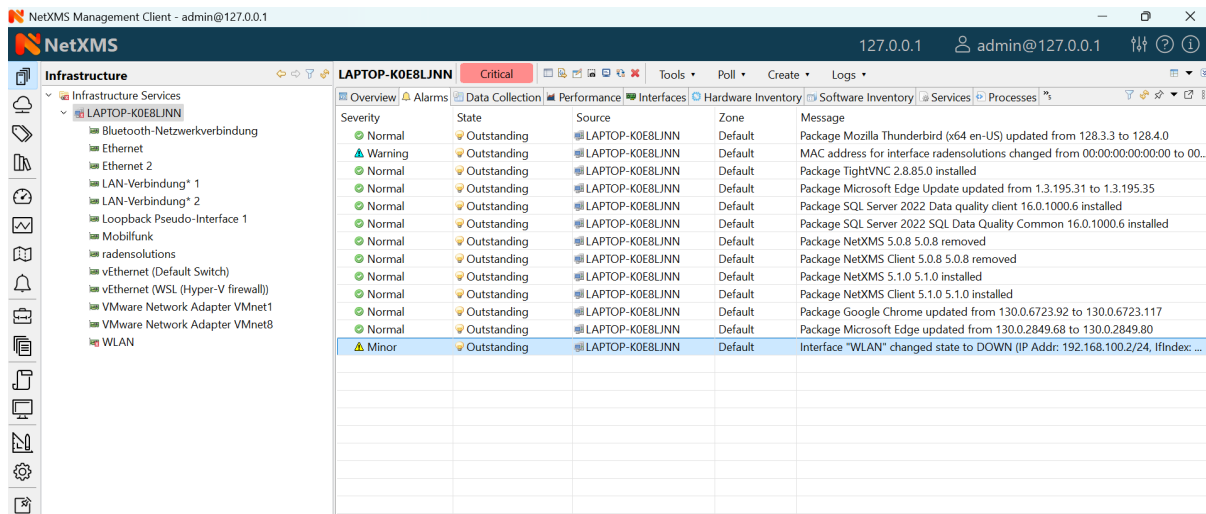 NetXMS Management Client - admin@127.0.0.1
NetXMS 127.0.0.1 admin@127.0.0.1
Infrastructure
Infrastructure Services
LAPTOP-K0E8LJNN
Bluetooth-Netzwerkverbindung
Ethernet
Ethernet 2
LAN-Verbindung* 1
LAN-Verbindung* 2
Loopback Pseudo-Interface 1
Mobilfunk
radensolutions
vEthernet (Default Switch)
vEthernet (WSL (Hyper-V firewall))
VMware Network Adapter VMnet1
VMware Network Adapter VMnet8
WLAN
LAPTOP-K0E8LJNN Critical Tools Poll Create Logs
Overview Alarms Data Collection Performance Interfaces Hardware Inventory Software Inventory Services Processes »5
Severity State Source Zone Message
Normal Outstanding LAPTOP-K0E8LJNN Default Package Mozilla Thunderbird (x64 en-US) updated from 128.3.3 to 128.4.0
Warning Outstanding LAPTOP-K0E8LJNN Default MAC address for interface radensolutions changed from 00:00:00:00:00:00 to 00...
Normal Outstanding LAPTOP-K0E8LJNN Default Package TightVNC 2.8.85.0 installed
Normal Outstanding LAPTOP-K0E8LJNN Default Package Microsoft Edge Update updated from 1.3.195.31 to 1.3.195.35
Normal Outstanding LAPTOP-K0E8LJNN Default Package SQL Server 2022 Data quality client 16.0.1000.6 installed
Normal Outstanding LAPTOP-K0E8LJNN Default Package SQL Server 2022 SQL Data Quality Common 16.0.1000.6 installed
Normal Outstanding LAPTOP-K0E8LJNN Default Package NetXMS 5.0.8 5.0.8 removed
Normal Outstanding LAPTOP-K0E8LJNN Default Package NetXMS Client 5.0.8 5.0.8 removed
Normal Outstanding LAPTOP-K0E8LJNN Default Package NetXMS 5.1.0 5.1.0 installed
Normal Outstanding LAPTOP-K0E8LJNN Default Package NetXMS Client 5.1.0 5.1.0 installed
Normal Outstanding LAPTOP-K0E8LJNN Default Package Google Chrome updated from 130.0.6723.92 to 130.0.6723.117
Normal Outstanding LAPTOP-K0E8LJNN Default Package Microsoft Edge updated from 130.0.2849.68 to 130.0.2849.80
Minor Outstanding LAPTOP-K0E8LJNN Default Interface "WLAN" changed state to DOWN (IP Addr: 192.168.100.2/24, IfIndex: ...